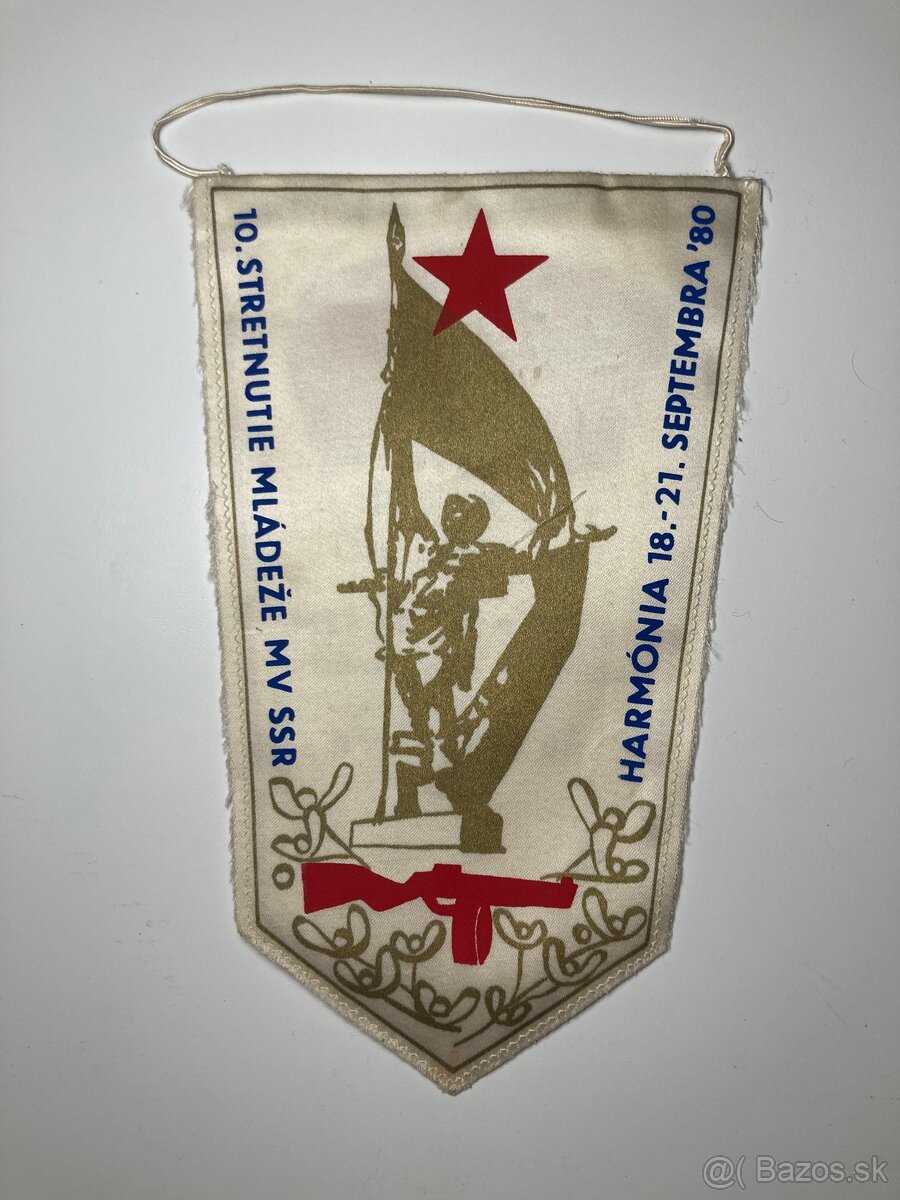 10. STRETNUTIE MLÁDEŽE MV SSR
HARMÓNIA 18.-21. SEPTEMBRA '80
@( Bazos.sk